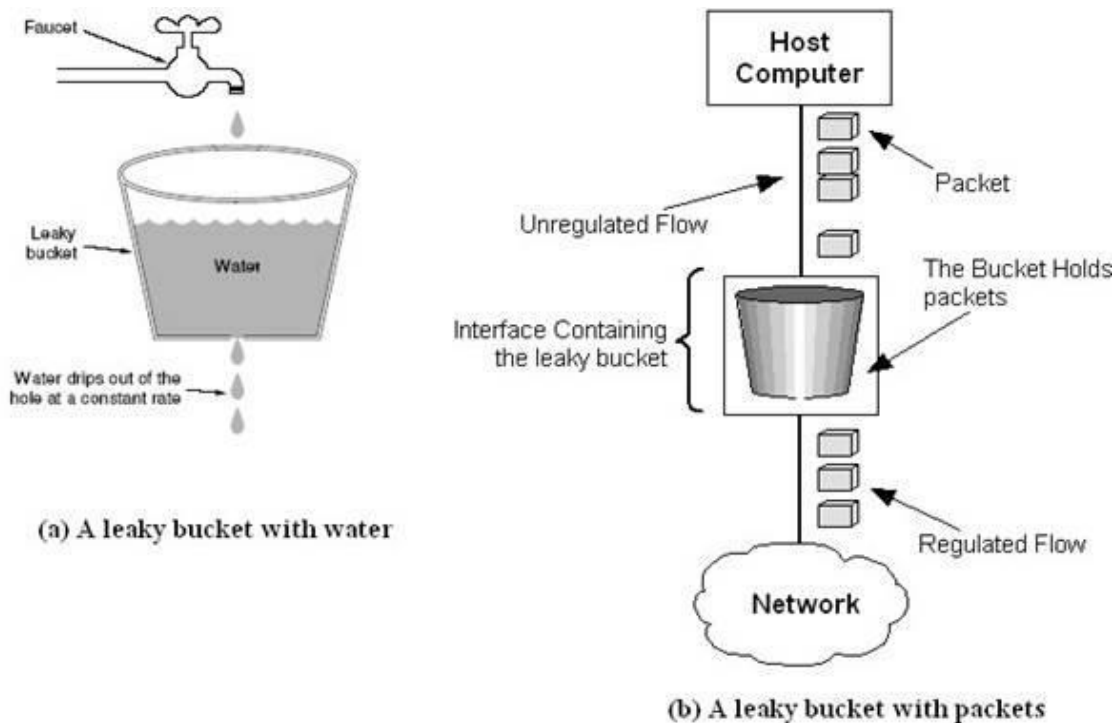 Faucet
Leaky
bucket
Water
Water drips out of the
hole at a constant rate
(a) A leaky bucket with water
Host
Computer
Packet
Unregulated Flow
The Bucket Holds
packets
Interface Containing
the leaky bucket
Regulated Flow
Network
(b) A leaky bucket with packets